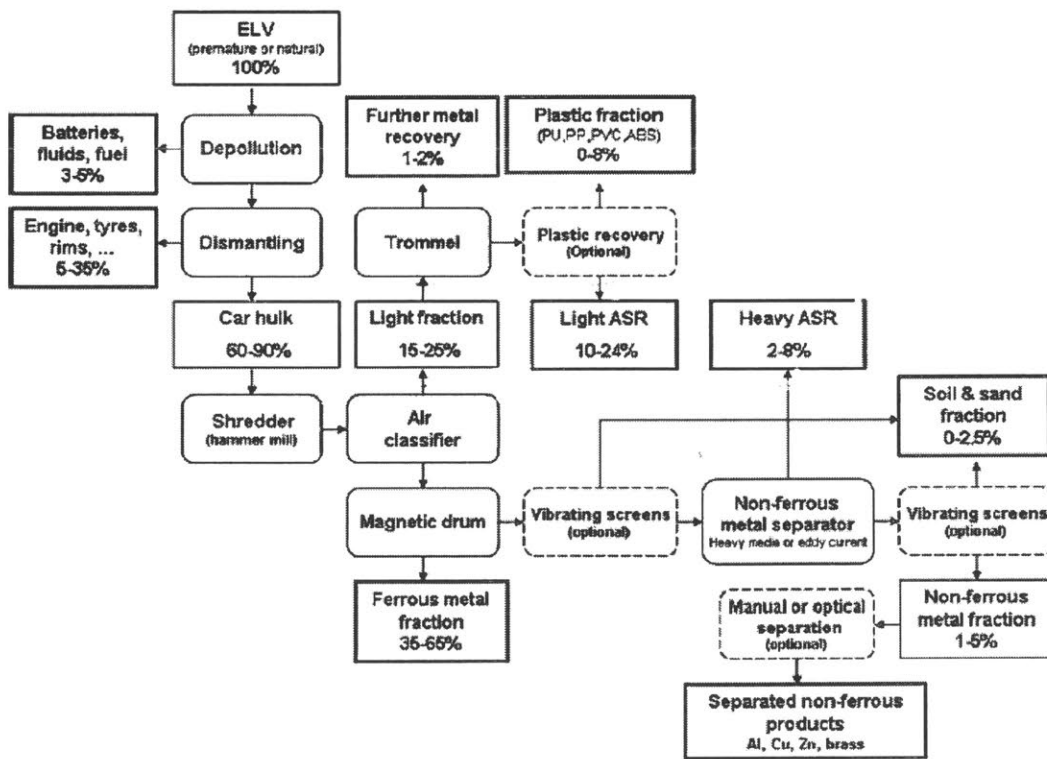 ELV
(premature or natural)
100%
Batteries,
fluids, fuel
3-5%
Depollution
Further metal
recovery
1-2%
Plastic fraction
(PU,PP,PVC,ABS)
0-8%
Engine, tyres,
rims, ...
5-35%
Dismantling
Trommel
Plastic recovery
(Optional)
Car hulk
60-90%
Light fraction
15-25%
Light ASR
10-24%
Heavy ASR
2-8%
Shredder
(hammer mill)
Air
classifier
Soil & sand
fraction
0-2.5%
Magnetic drum
Vibrating screens
(optional)
Non-ferrous
metal separator
Heavy media or eddy current
Vibrating screens
(optional)
Ferrous metal
fraction
35-65%
Manual or optical
separation
(optional)
Non-ferrous
metal fraction
1-5%
Separated non-ferrous
products
Al, Cu, Zn, brass